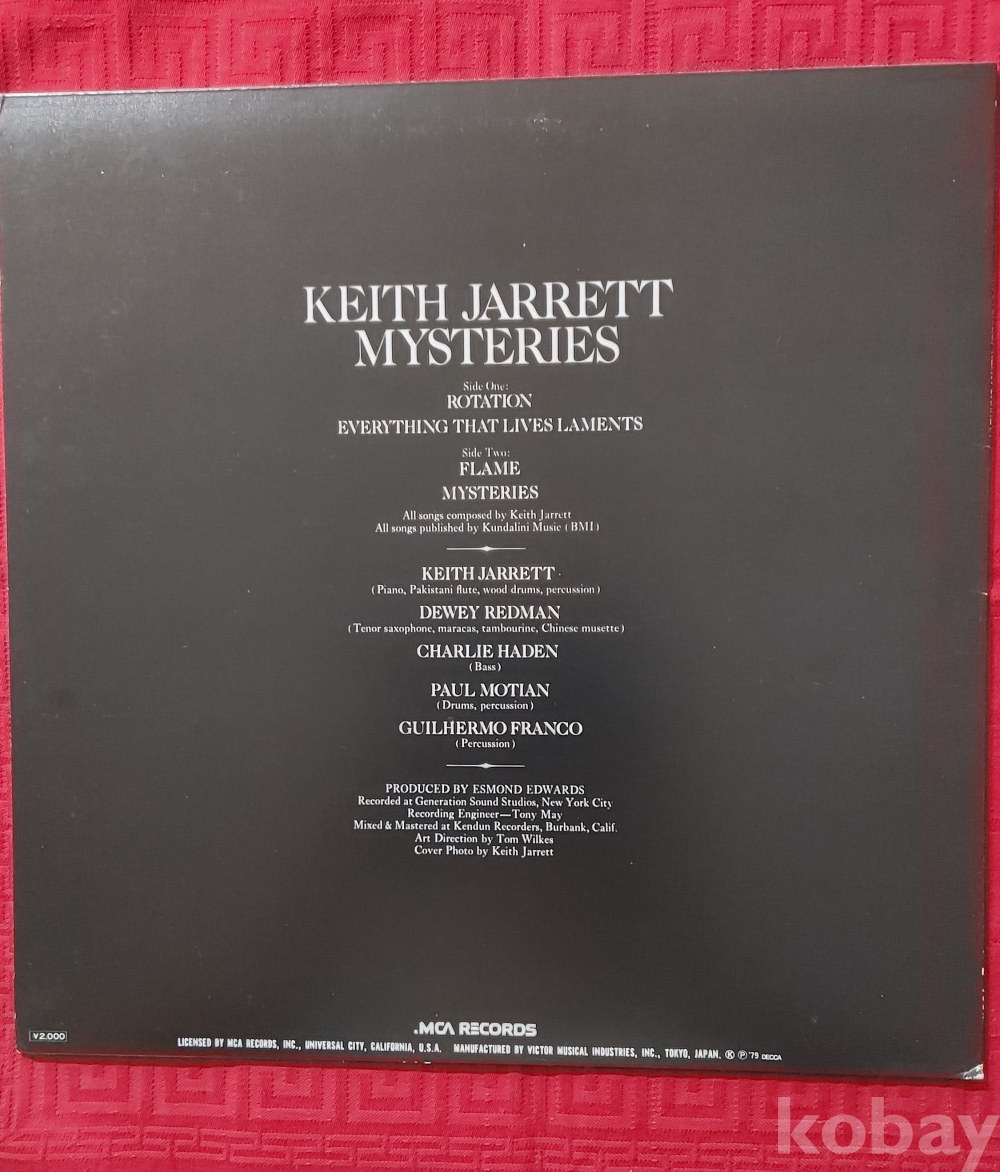 KEITH JARRETT
MYSTERIES
Side One:
ROTATION
EVERYTHING THAT LIVES LAMENTS
Side Two:
FLAME
MYSTERIES
All songs composed by Keith Jarrett
All songs published by Kundalini Music (BMI)
KEITH JARRETT
(Piano, Pakistani flute, wood drums, percussion)
DEWEY REDMAN
(Tenor saxophone, maracas, tambourine, Chinese musette)
CHARLIE HADEN
(Bass)
PAUL MOTIAN
(Drums, percussion)
GUILHERMO FRANCO
(Percussion)
PRODUCED BY ESMOND EDWARDS
Recorded at Generation Sound Studios, New York City
Recording Engineer—Tony May
Mixed & Mastered at Kendun Recorders, Burbank, Calif.
Art Direction by Tom Wilkes
Cover Photo by Keith Jarrett
.MCA RECORDS
¥2.000
LICENSED BY MCA RECORDS, INC., UNIVERSAL CITY, CALIFORNIA, U.S.A. MANUFACTURED BY VICTOR MUSICAL INDUSTRIES, INC., TOKYO, JAPAN. Ⓚ Ⓟ '79 DECCA
kobay